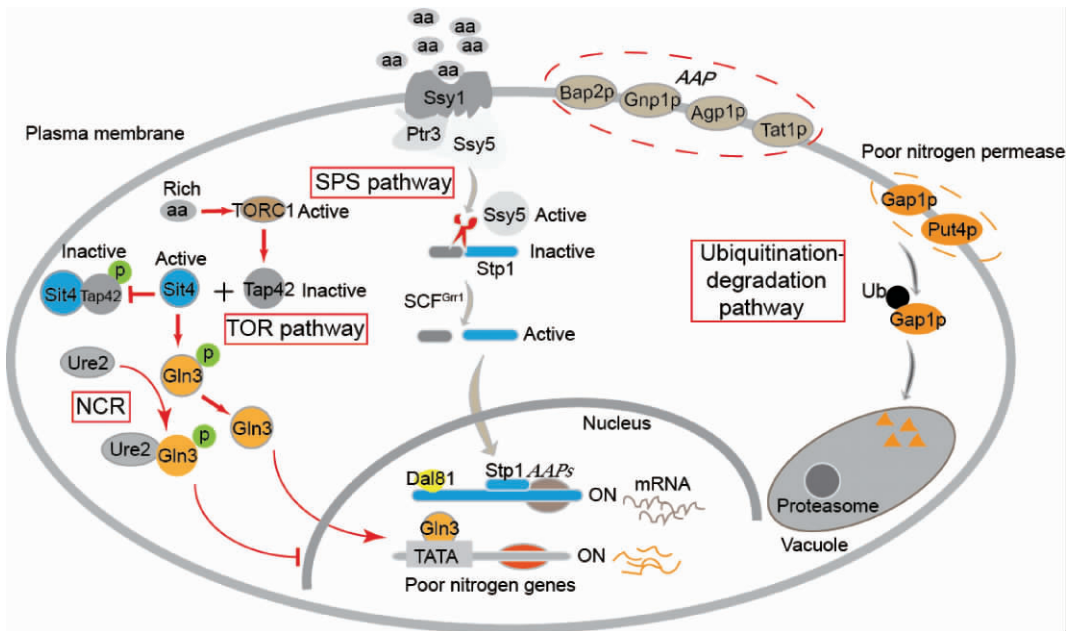 aa
aa
aa
aa
aa
aa
aa
Ssy1
Ptr3
Ssy5
AAP
Bap2p
Gnp1p
Agp1p
Tat1p
Plasma membrane
Poor nitrogen permease
Gap1p
Put4p
SPS pathway
Rich
aa
TORC1 Active
Ssy5 Active
Inactive
Stp1
Inactive
p
Sit4
Tap42
Active
Sit4
+
Tap42 Inactive
TOR pathway
Ubiquitination-
degradation
pathway
Ub
Gap1p
SCFGrr1
Active
Ure2
p
Gln3
NCR
Gln3
Ure2
p
Gln3
Nucleus
Dal81
Stp1
AAPs
ON
mRNA
Gln3
TATA
ON
Poor nitrogen genes
Proteasome
Vacuole